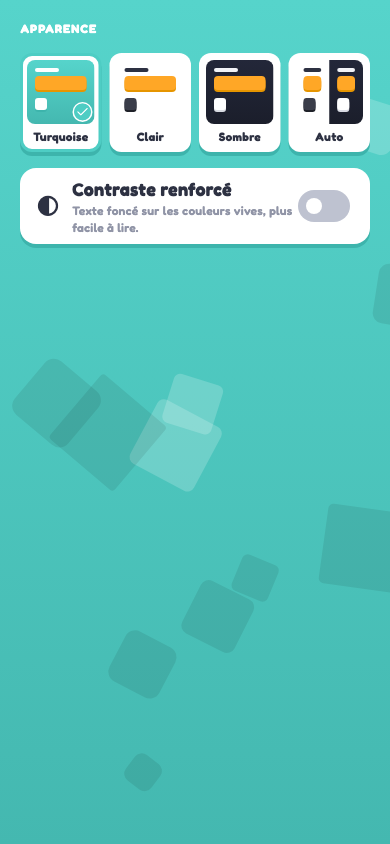 APPARENCE
Turquoise
Clair
Sombre
Auto
Contraste renforcé
Texte foncé sur les couleurs vives, plus
facile à lire.